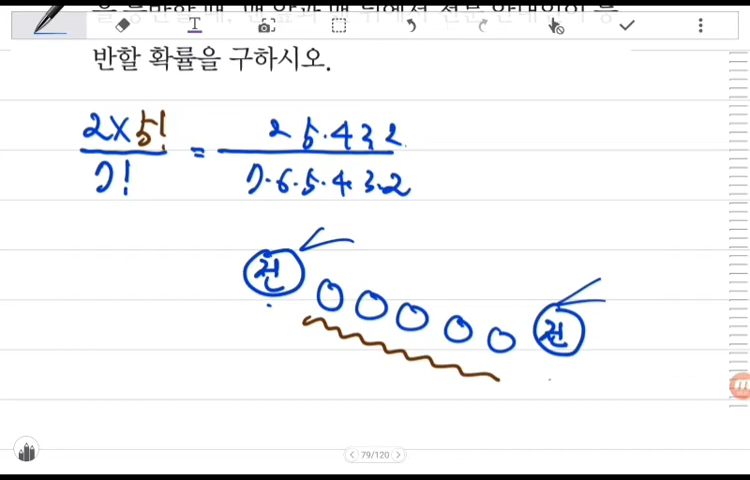 반할 확률을 구하시오.
2×5! / 7! = 2 5·4 3 2 / 7·6·5·4·3·2
전
전
79/120